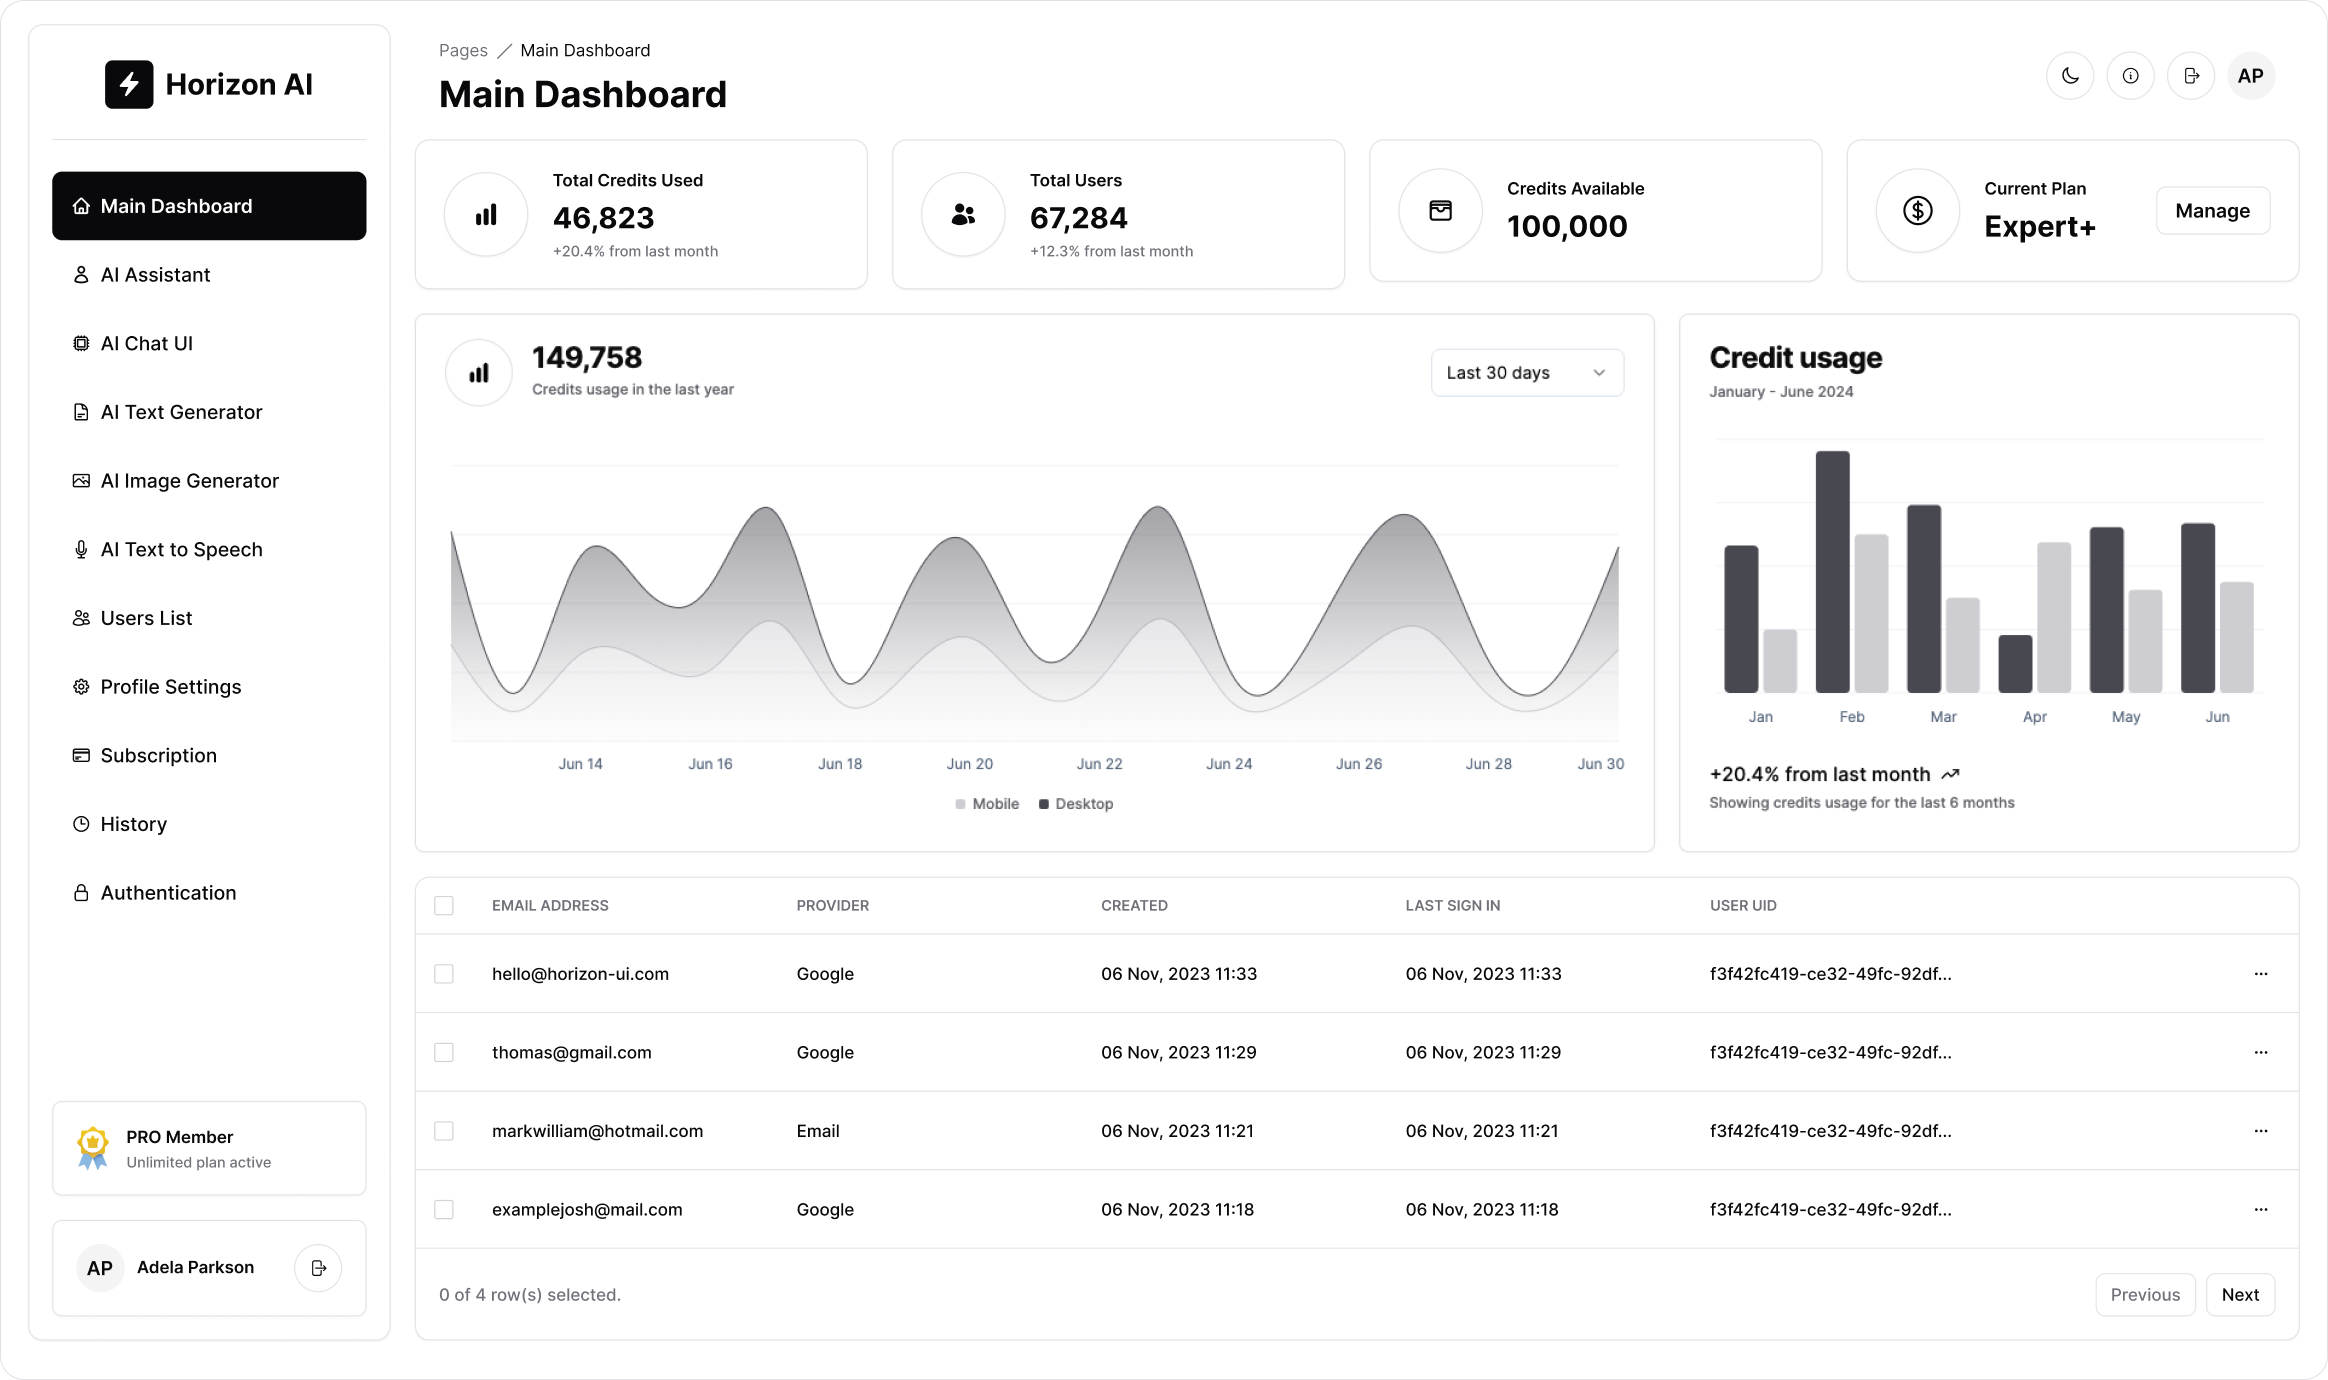 Horizon AI
Main Dashboard
AI Assistant
AI Chat UI
AI Text Generator
AI Image Generator
AI Text to Speech
Users List
Profile Settings
Subscription
History
Authentication
PRO Member
Unlimited plan active
AP
Adela Parkson
Pages / Main Dashboard
Main Dashboard
AP
Total Credits Used
46,823
+20.4% from last month
Total Users
67,284
+12.3% from last month
Credits Available
100,000
Current Plan
Expert+
Manage
149,758
Credits usage in the last year
Last 30 days
Jun 14 Jun 16 Jun 18 Jun 20 Jun 22 Jun 24 Jun 26 Jun 28 Jun 30
Mobile Desktop
Credit usage
January - June 2024
Jan Feb Mar Apr May Jun
+20.4% from last month
Showing credits usage for the last 6 months
EMAIL ADDRESS PROVIDER CREATED LAST SIGN IN USER UID
hello@horizon-ui.com Google 06 Nov, 2023 11:33 06 Nov, 2023 11:33 f3f42fc419-ce32-49fc-92df...
thomas@gmail.com Google 06 Nov, 2023 11:29 06 Nov, 2023 11:29 f3f42fc419-ce32-49fc-92df...
markwilliam@hotmail.com Email 06 Nov, 2023 11:21 06 Nov, 2023 11:21 f3f42fc419-ce32-49fc-92df...
examplejosh@mail.com Google 06 Nov, 2023 11:18 06 Nov, 2023 11:18 f3f42fc419-ce32-49fc-92df...
0 of 4 row(s) selected.
Previous Next